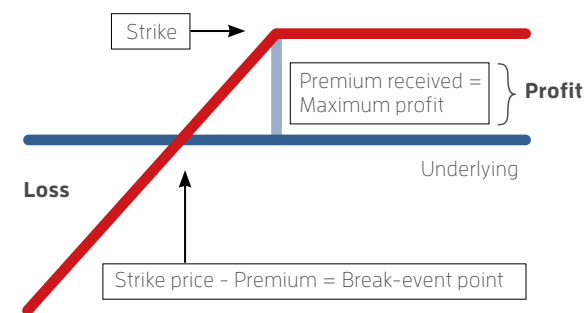 Strike
Premium received =
Maximum profit
Profit
Underlying
Loss
Strike price - Premium = Break-event point